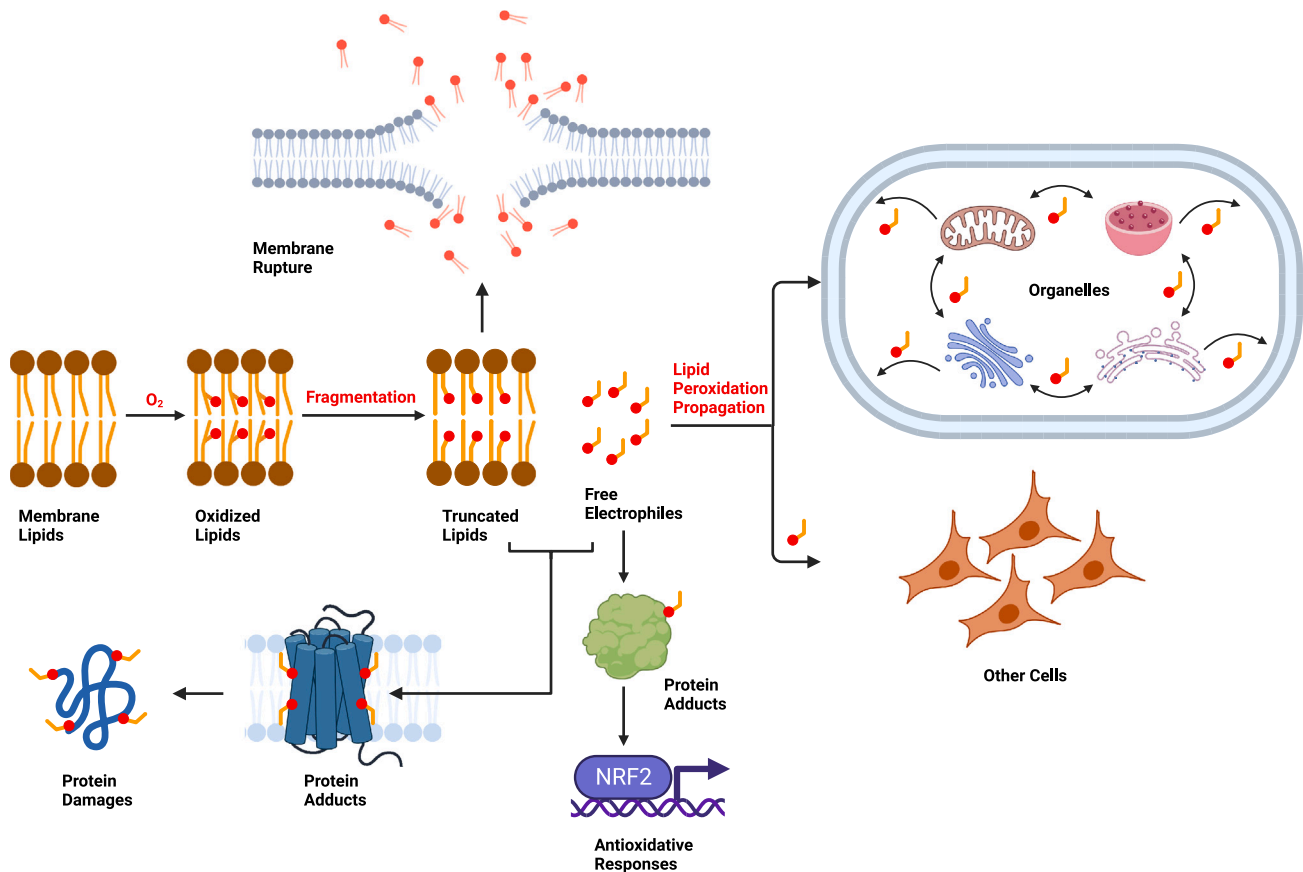 Membrane
Rupture
Organelles
Lipid
Peroxidation
Propagation
O₂
Fragmentation
Membrane
Lipids
Oxidized
Lipids
Truncated
Lipids
Free
Electrophiles
Other Cells
Protein
Adducts
Protein
Damages
Protein
Adducts
NRF2
Antioxidative
Responses